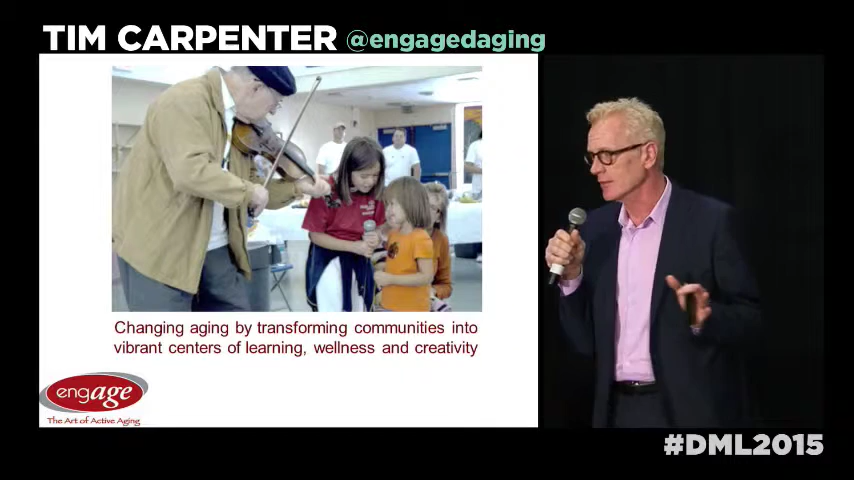 TIM CARPENTER @engagedaging
Changing aging by transforming communities into
vibrant centers of learning, wellness and creativity
engAGE
The Art of Active Aging
#DML2015